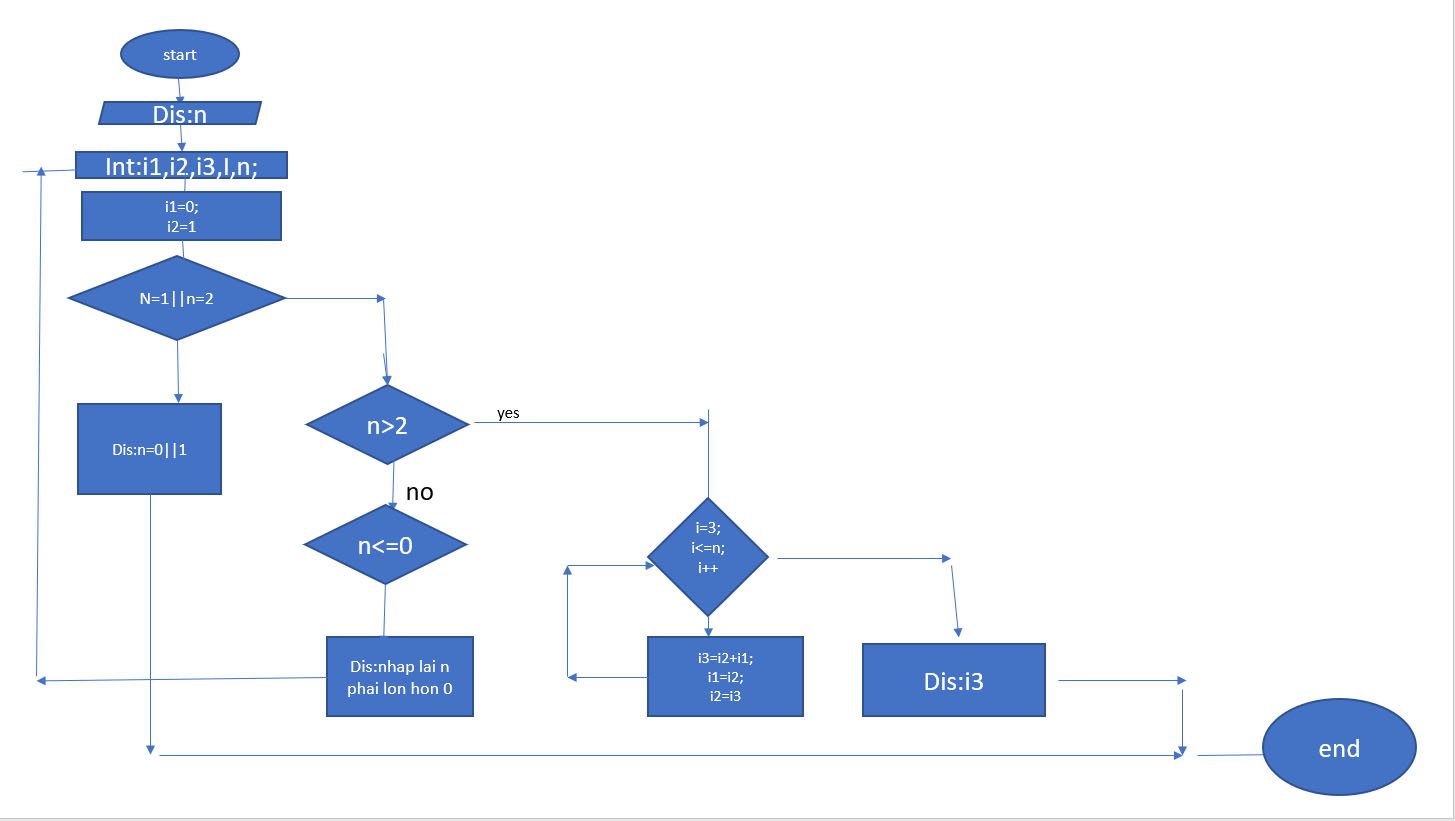 start
Dis:n
Int:i1,i2,i3,I,n;
i1=0;
i2=1
N=1||n=2
Dis:n=0||1
n>2
yes
no
n<=0
Dis:nhap lai n
phai lon hon 0
i=3;
i<=n;
i++
i3=i2+i1;
i1=i2;
i2=i3
Dis:i3
end